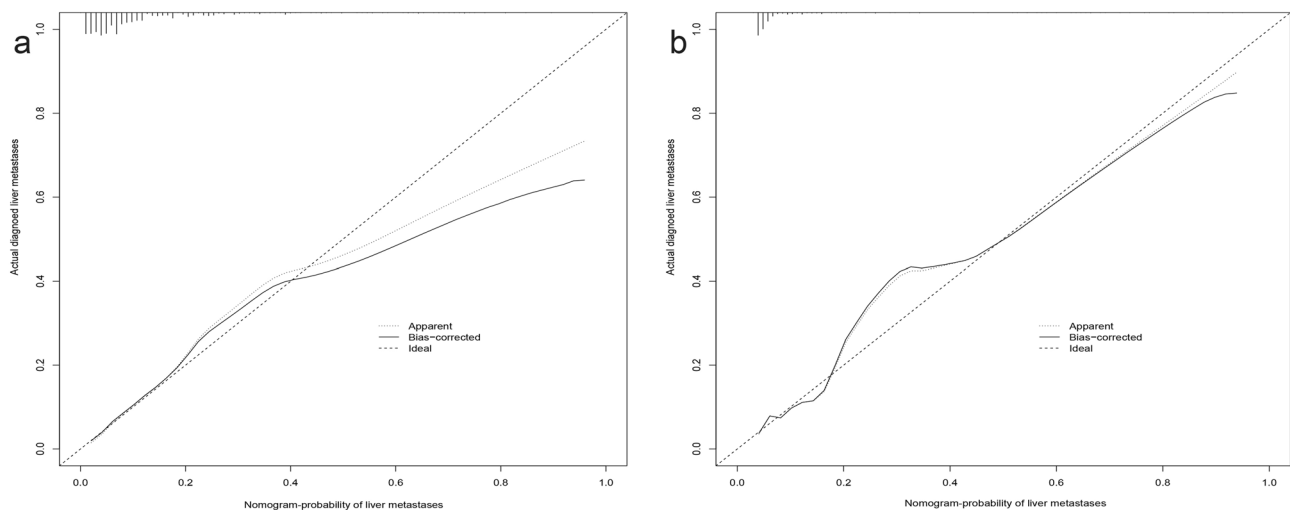 a
Actual diagnoed liver metastases
1.0
0.8
0.6
0.4
0.2
0.0
Apparent
Bias-corrected
Ideal
0.0 0.2 0.4 0.6 0.8 1.0
Nomogram-probability of liver metastases
b
Actual diagnoed liver metastases
1.0
0.8
0.6
0.4
0.2
0.0
Apparent
Bias-corrected
Ideal
0.0 0.2 0.4 0.6 0.8 1.0
Nomogram-probability of liver metastases